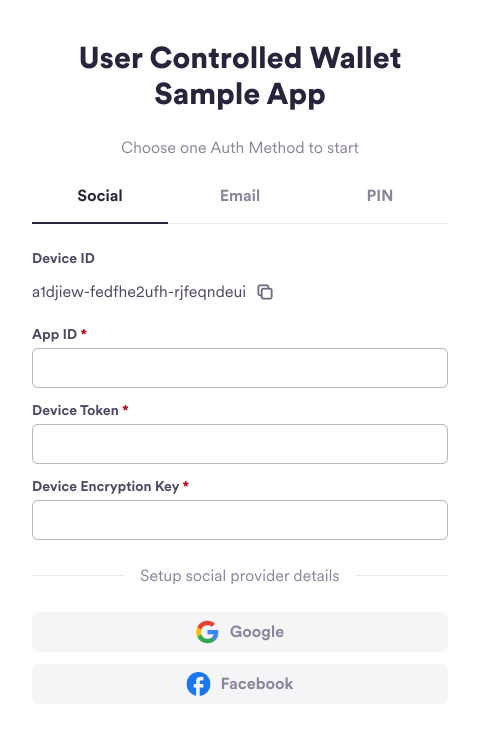 User Controlled Wallet
Sample App
Choose one Auth Method to start
Social Email PIN
Device ID
a1djiew-fedfhe2ufh-rjfeqndeui
App ID *
Device Token *
Device Encryption Key *
Setup social provider details
Google
Facebook